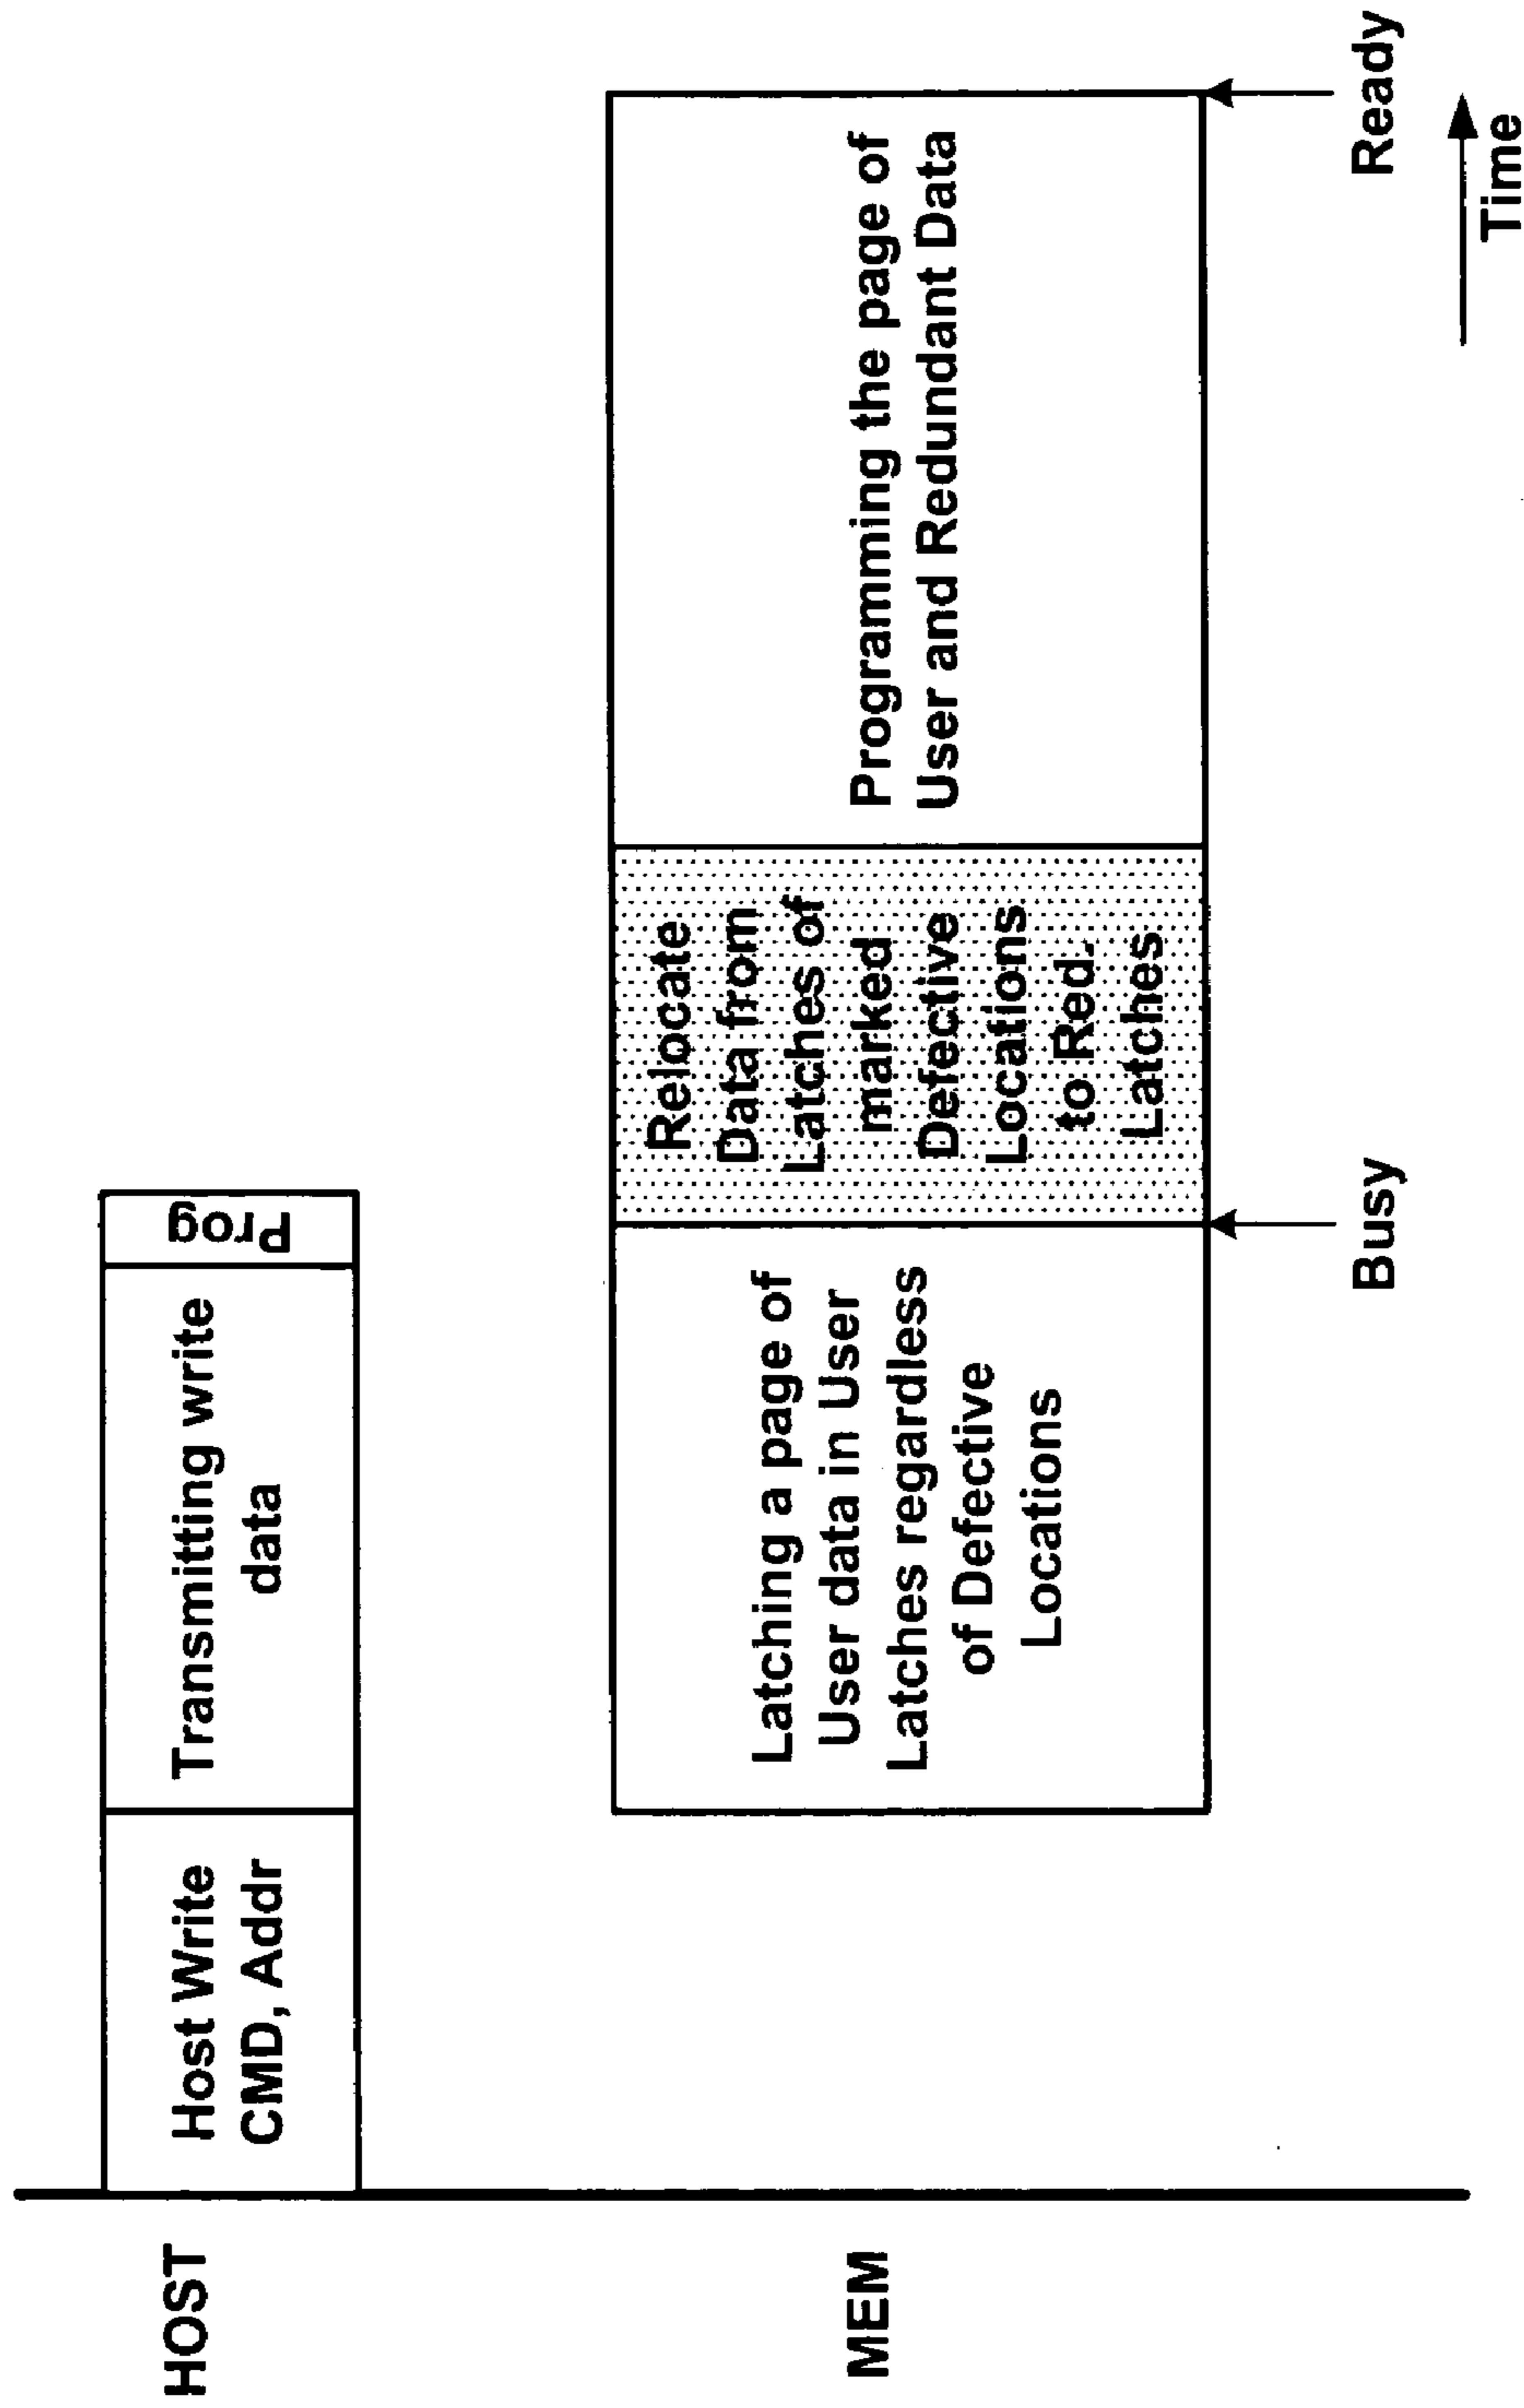 HOST
Host Write
CMD, Addr
Transmitting write
data
Prog
MEM
Latching a page of
User data in User
Latches regardless
of Defective
Locations
Relocate
Data from
Latches of
marked
Defective
Locations
to Red.
Latches
Programming the page of
User and Redundant Data
Busy
Ready
Time